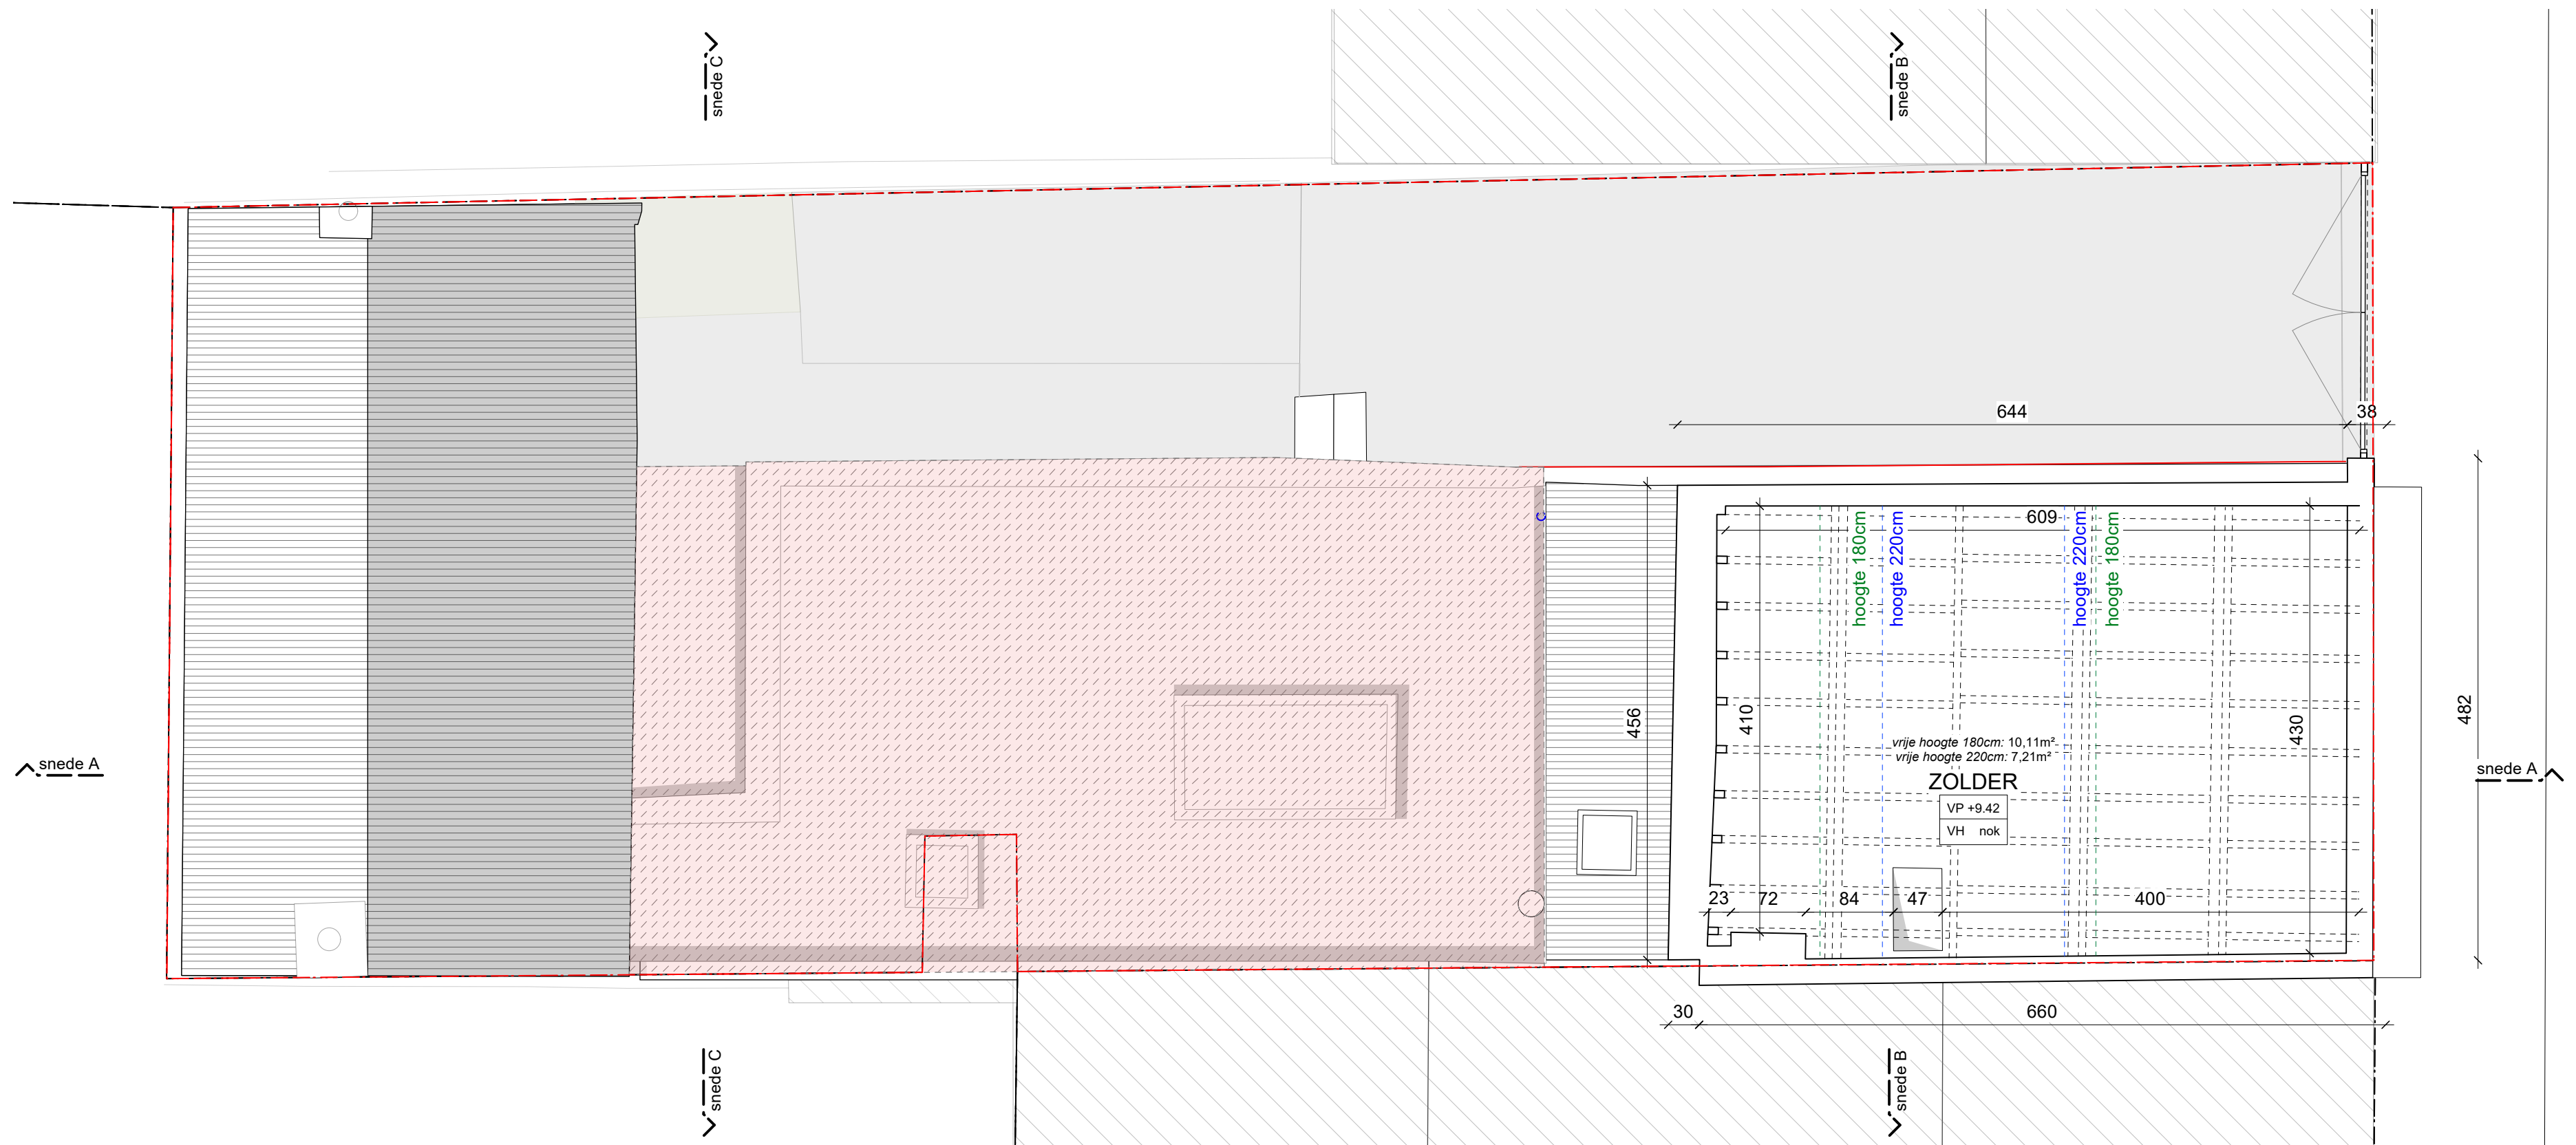 snede C
snede B
644
38
609
hoogte 180cm
hoogte 220cm
hoogte 220cm
hoogte 180cm
C
456
410
430
482
vrije hoogte 180cm: 10,11m²
vrije hoogte 220cm: 7,21m²
ZOLDER
VP +9.42
VH nok
snede A
snede A
23
72
84
47
400
30
660
snede C
snede B